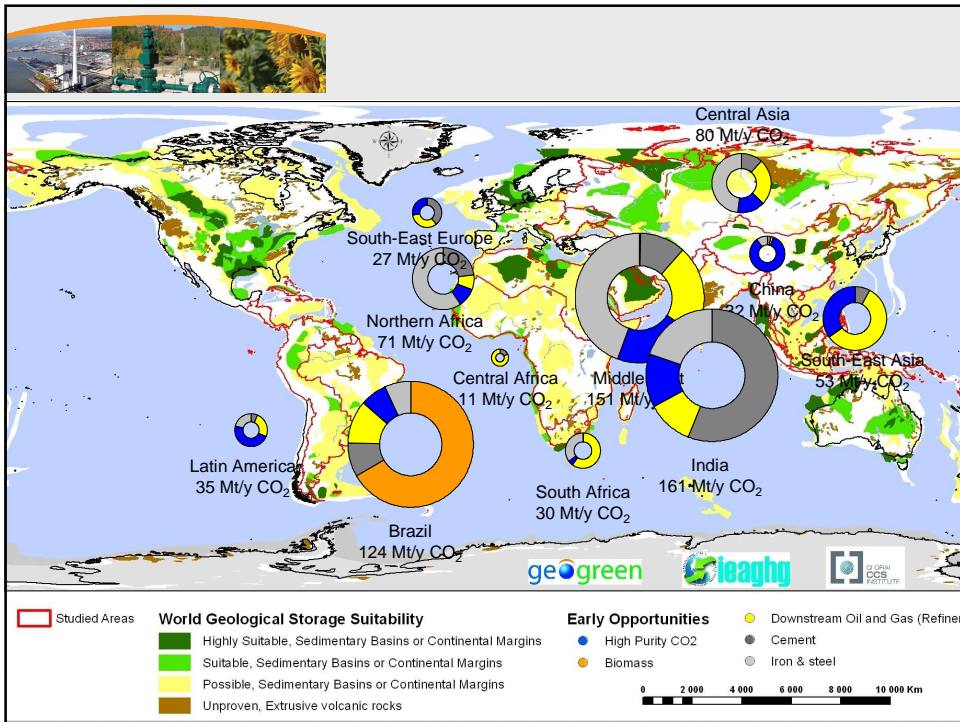 Central Asia
80 Mt/y CO2
South-East Europe
27 Mt/y CO2
Northern Africa
71 Mt/y CO2
China
32 Mt/y CO2
South-East Asia
53 Mt/y CO2
Central Africa
11 Mt/y CO2
Middle
151 Mt/y
Latin America
35 Mt/y CO2
South Africa
30 Mt/y CO2
India
161 Mt/y CO2
Brazil
124 Mt/y CO2
N
S
geogreen
ieaghg
GLOBAL
CCS
INSTITUTE
Studied Areas
World Geological Storage Suitability
Highly Suitable, Sedimentary Basins or Continental Margins
Suitable, Sedimentary Basins or Continental Margins
Possible, Sedimentary Basins or Continental Margins
Unproven, Extrusive volcanic rocks
Early Opportunities
High Purity CO2
Biomass
Downstream Oil and Gas (Refiner
Cement
Iron & steel
0 2 000 4 000 6 000 8 000 10 000 Km